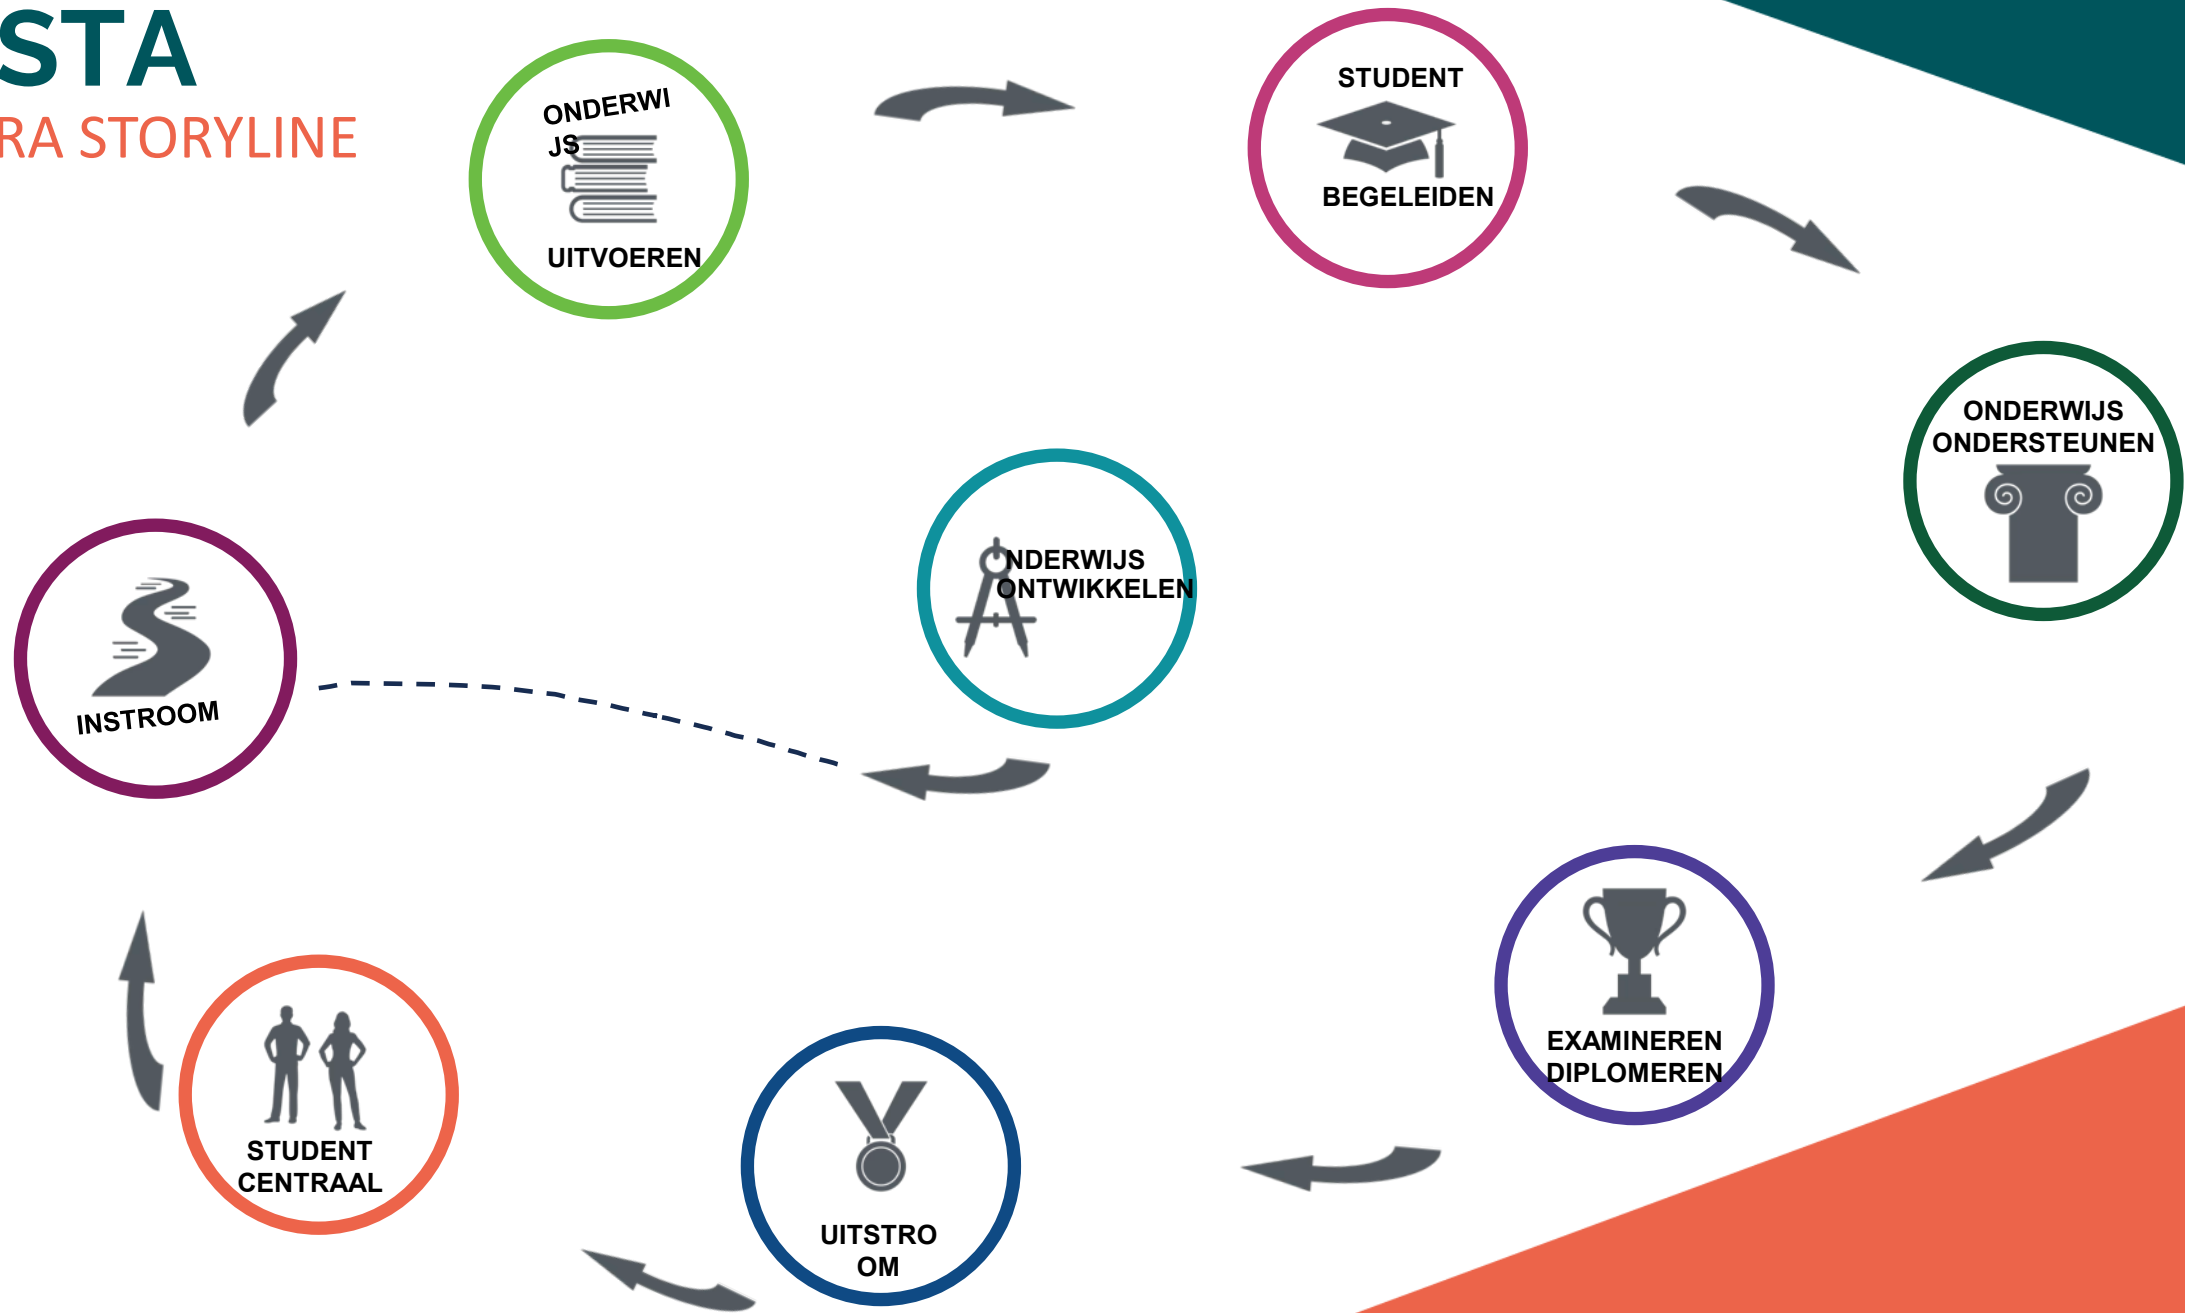 STA
RA STORYLINE
ONDERWI
JS
UITVOEREN
STUDENT
BEGELEIDEN
ONDERWIJS
ONDERSTEUNEN
NDERWIJS
ONTWIKKELEN
INSTROOM
EXAMINEREN
DIPLOMEREN
STUDENT
CENTRAAL
UITSTRO
OM